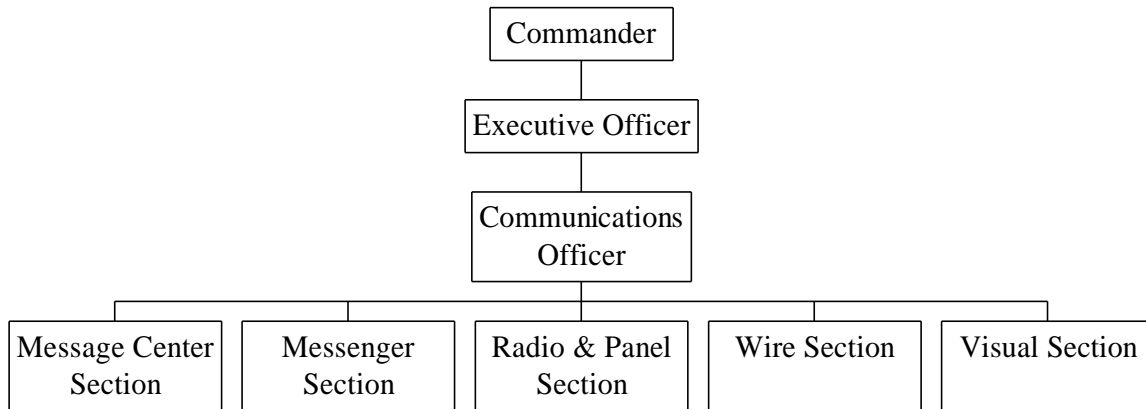 Commander
Executive Officer
Communications
Officer
Message Center
Section
Messenger
Section
Radio & Panel
Section
Wire Section
Visual Section